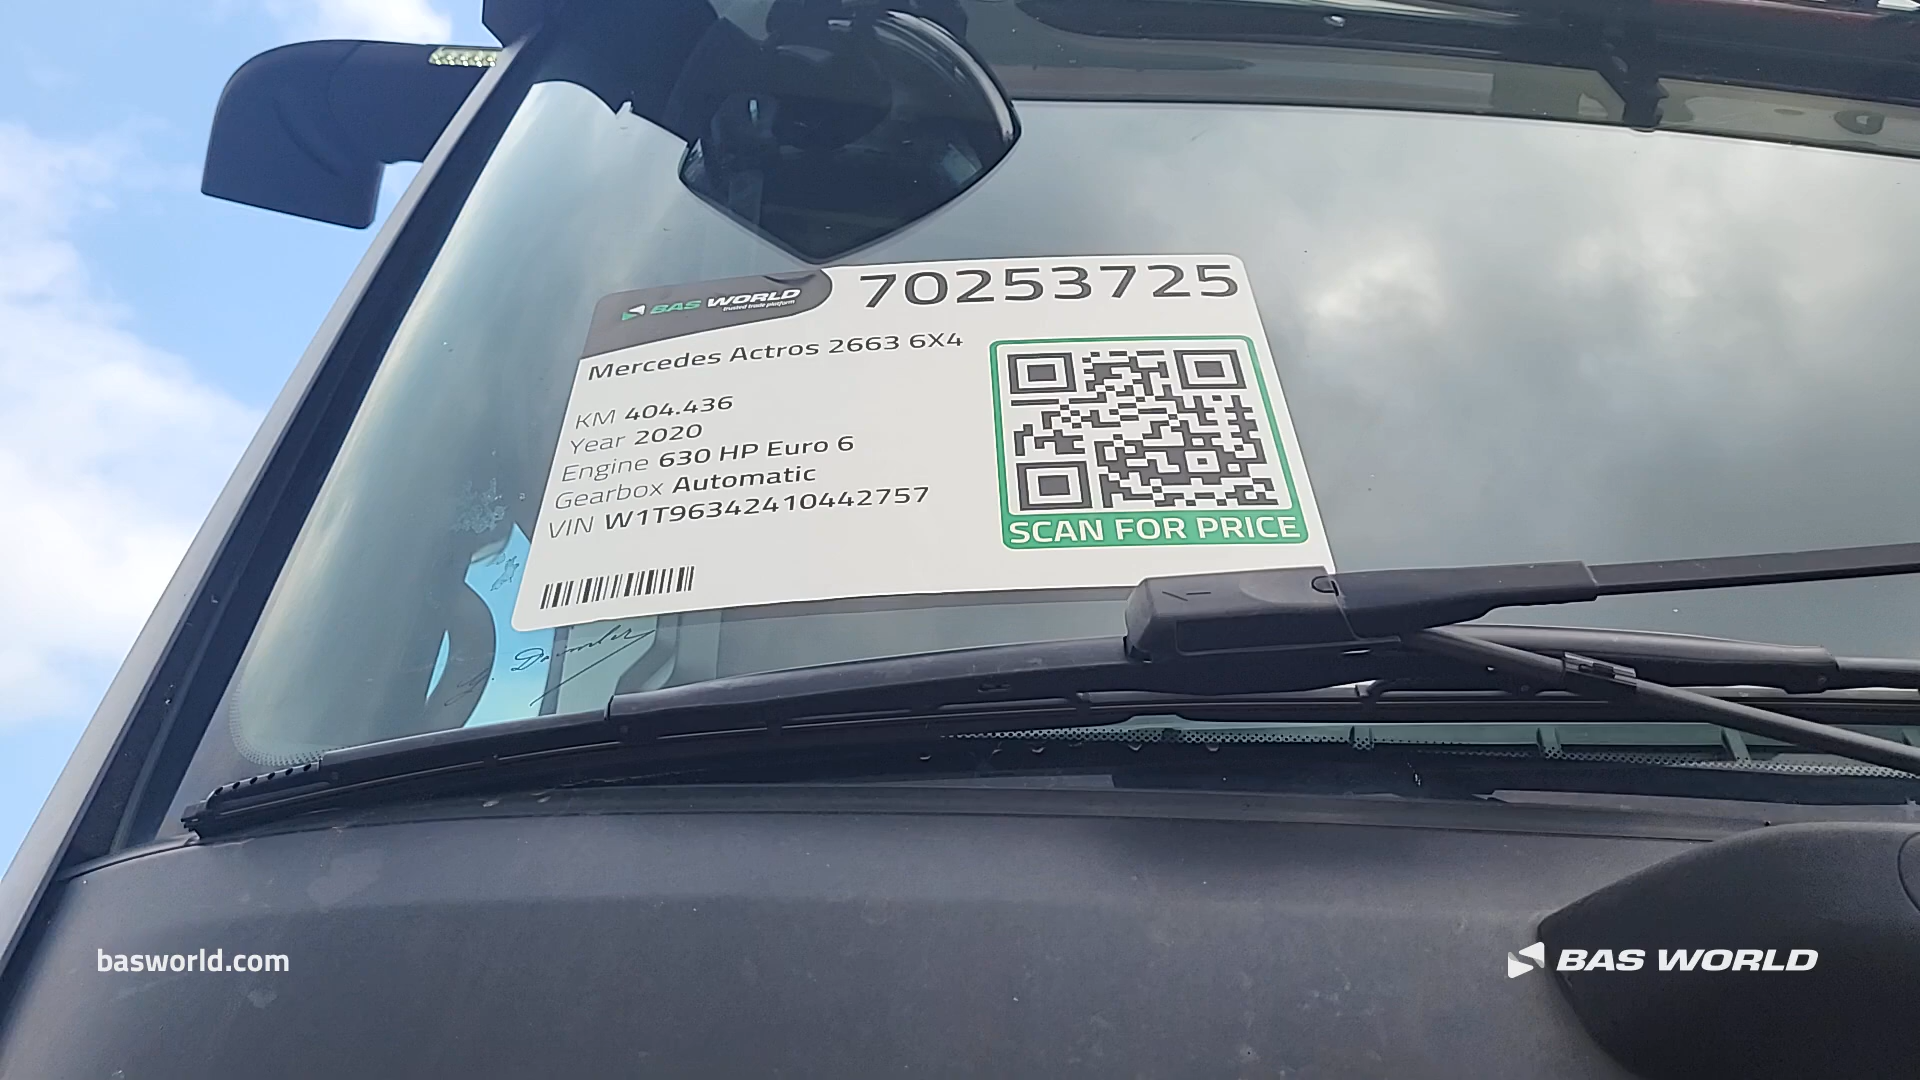 BAS WORLD
trusted trade platform
70253725
Mercedes Actros 2663 6X4
KM 404.436
Year 2020
Engine 630 HP Euro 6
Gearbox Automatic
VIN W1T96342410442757
SCAN FOR PRICE
G. Daimler
basworld.com
BAS WORLD